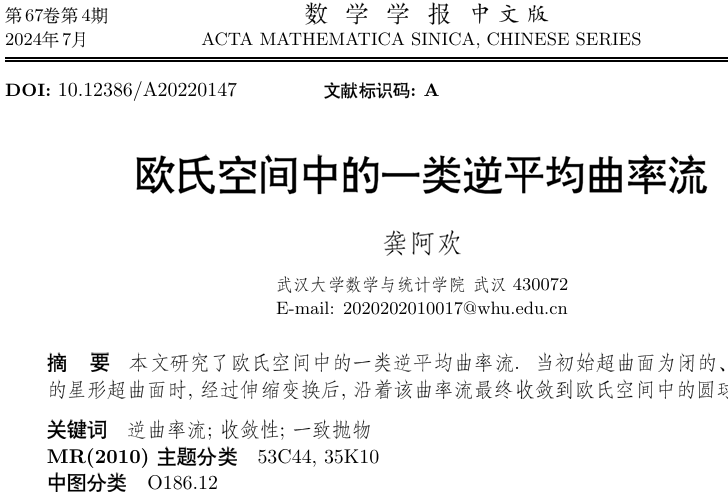 第67卷第4期
数学学报 中文版
2024年7月
ACTA MATHEMATICA SINICA, CHINESE SERIES
DOI: 10.12386/A20220147
文献标识码: A
欧氏空间中的一类逆平均曲率流
龚阿欢
武汉大学数学与统计学院 武汉 430072
E-mail: 2020202010017@whu.edu.cn
摘 要 本文研究了欧氏空间中的一类逆平均曲率流. 当初始超曲面为闭的、
的星形超曲面时, 经过伸缩变换后, 沿着该曲率流最终收敛到欧氏空间中的圆球
关键词 逆曲率流; 收敛性; 一致抛物
MR(2010) 主题分类 53C44, 35K10
中图分类 O186.12